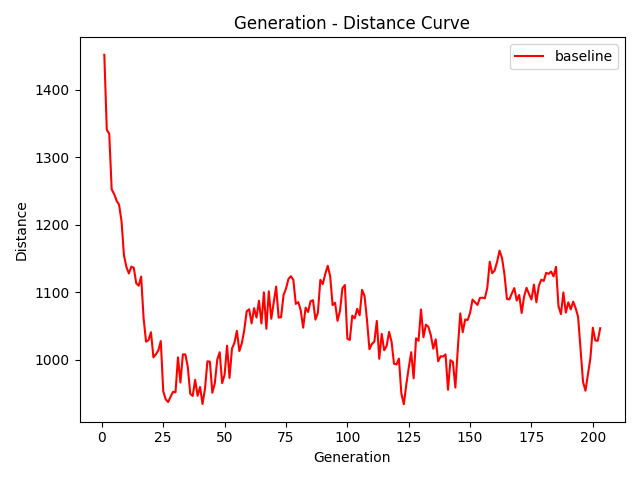 Generation - Distance Curve
baseline
Distance
1400
1300
1200
1100
1000
0 25 50 75 100 125 150 175 200
Generation